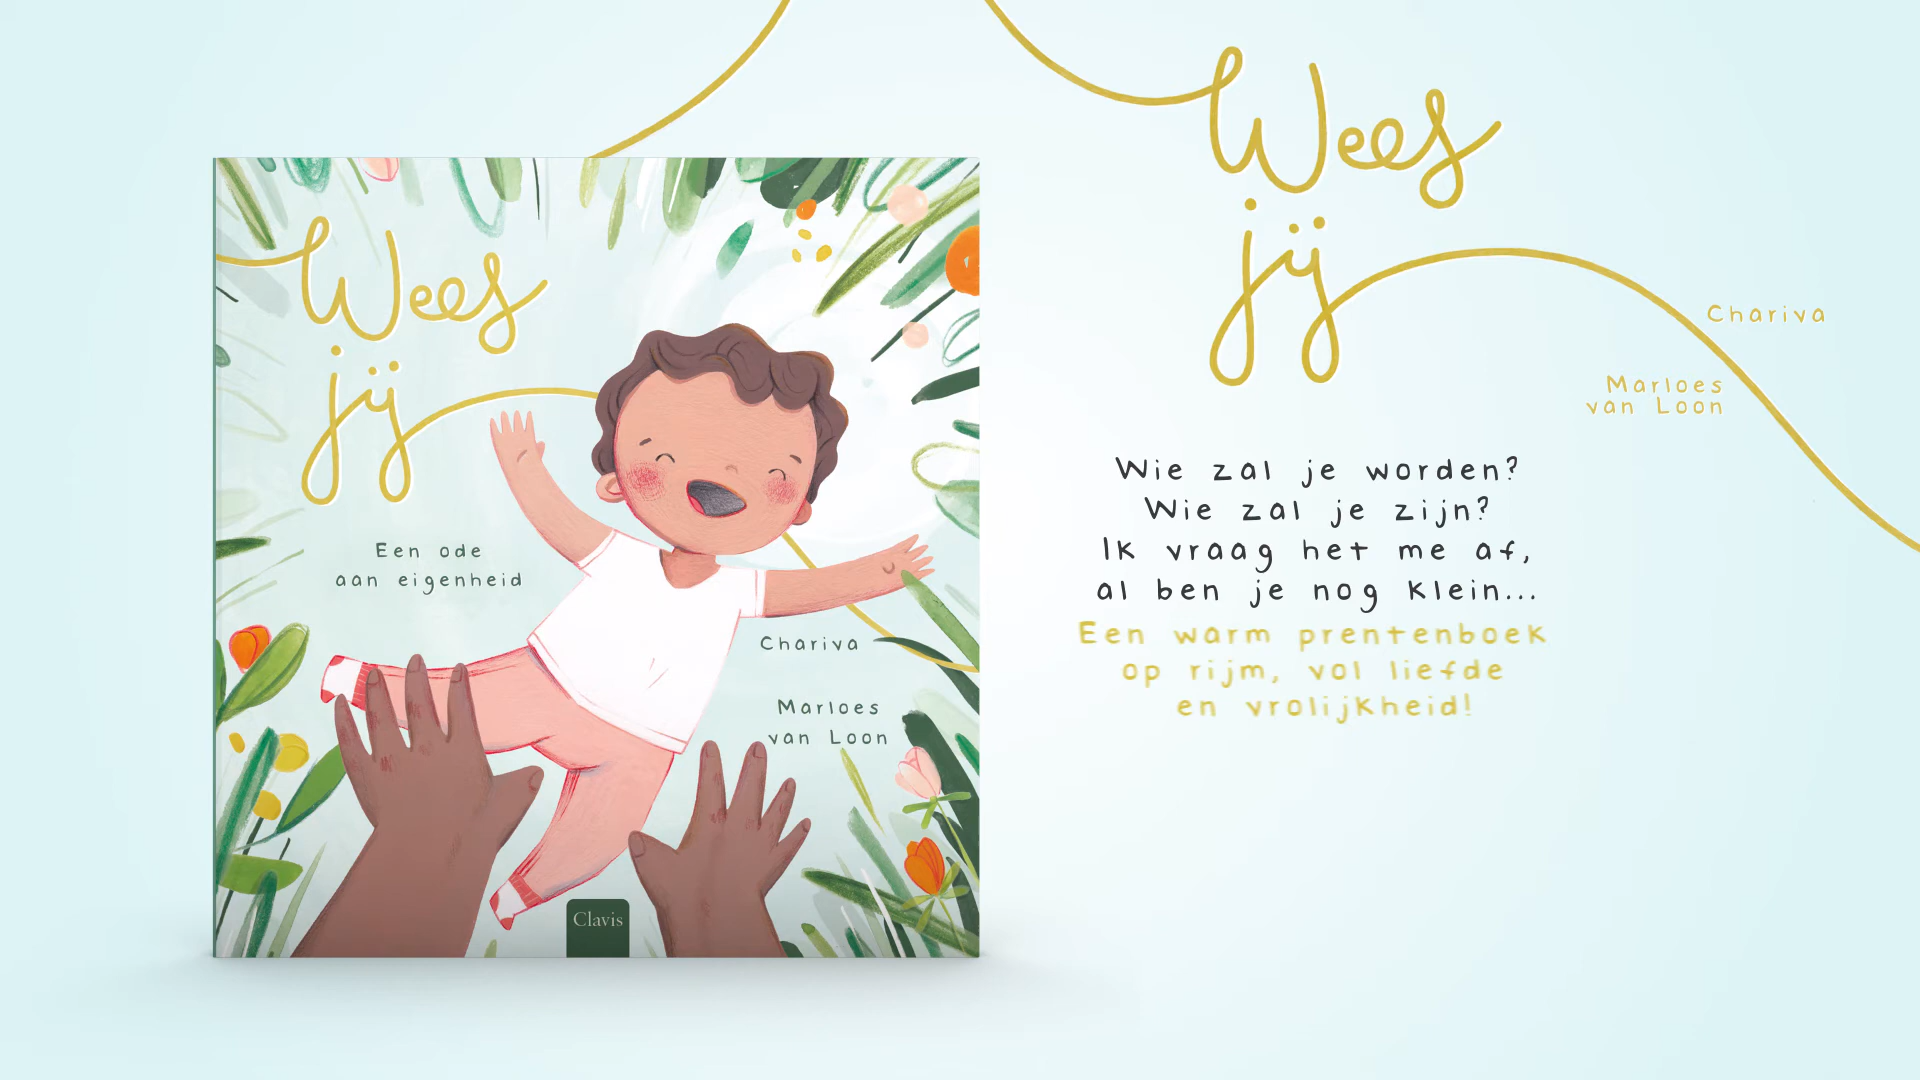 Wees
jij
Een ode
aan eigenheid
Chariva
Marloes
van Loon
Clavis
Wees
jij
Chariva
Marloes
van Loon
Wie zal je worden?
Wie zal je zijn?
Ik vraag het me af,
al ben je nog klein...
Een warm prentenboek
op rijm, vol liefde
en vrolijkheid!